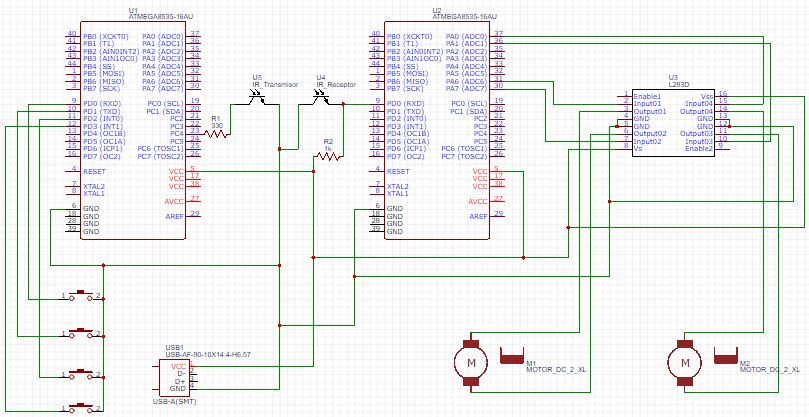 U1
ATMEGA8535-16AU
40 PB0 (XCKT0) PA0 (ADC0) 37
41 PB1 (T1) PA1 (ADC1) 36
42 PB2 (AIN0INT2) PA2 (ADC2) 35
43 PB3 (AIN1OC0) PA3 (ADC3) 34
44 PB4 (SS) PA4 (ADC4) 33
1 PB5 (MOSI) PA5 (ADC5) 32
2 PB6 (MISO) PA6 (ADC6) 31
3 PB7 (SCK) PA7 (ADC7) 30
9 PD0 (RXD) PC0 (SCL) 19
10 PD1 (TXD) PC1 (SDA) 20
11 PD2 (INT0) PC2 21
12 PD3 (INT1) PC3 22
13 PD4 (OC1B) PC4 23
14 PD5 (OC1A) PC5 24
15 PD6 (ICP1) PC6 (TOSC1) 25
16 PD7 (OC2) PC7 (TOSC2) 26
4 RESET VCC 5
VCC 17
7 XTAL2 VCC 38
8 XTAL1
AVCC 27
6 GND
18 GND AREF 29
28 GND
39 GND
U5
IR_Transmisor
U4
IR_Receptor
R1
330
R2
1k
U2
ATMEGA8535-16AU
40 PB0 (XCKT0) PA0 (ADC0) 37
41 PB1 (T1) PA1 (ADC1) 36
42 PB2 (AIN0INT2) PA2 (ADC2) 35
43 PB3 (AIN1OC0) PA3 (ADC3) 34
44 PB4 (SS) PA4 (ADC4) 33
1 PB5 (MOSI) PA5 (ADC5) 32
2 PB6 (MISO) PA6 (ADC6) 31
3 PB7 (SCK) PA7 (ADC7) 30
9 PD0 (RXD) PC0 (SCL) 19
10 PD1 (TXD) PC1 (SDA) 20
11 PD2 (INT0) PC2 21
12 PD3 (INT1) PC3 22
13 PD4 (OC1B) PC4 23
14 PD5 (OC1A) PC5 24
15 PD6 (ICP1) PC6 (TOSC1) 25
16 PD7 (OC2) PC7 (TOSC2) 26
4 RESET VCC 5
VCC 17
7 XTAL2 VCC 38
8 XTAL1
AVCC 27
6 GND
18 GND AREF 29
28 GND
39 GND
U3
L293D
1 Enable1 Vss 16
2 Input01 Input04 15
3 Output01 Output04 14
4 GND GND 13
5 GND GND 12
6 Output02 Output03 11
7 Input02 Input03 10
8 Vs Enable2 9
1 2
1 2
1 2
1 2
USB1
USB-AF-90-10X14.4-H6.57
VCC 1
D- 2
D+ 3
GND 4
USB-A(SMT)
M
M1
MOTOR_DC_2_XL
M
M2
MOTOR_DC_2_XL